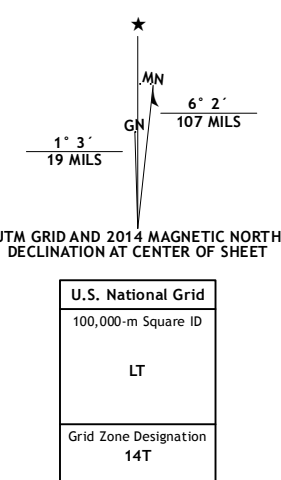 ★
MN
GN
6° 2´
107 MILS
1° 3´
19 MILS
UTM GRID AND 2014 MAGNETIC NORTH
DECLINATION AT CENTER OF SHEET
U.S. National Grid
100,000-m Square ID
LT
Grid Zone Designation
14T